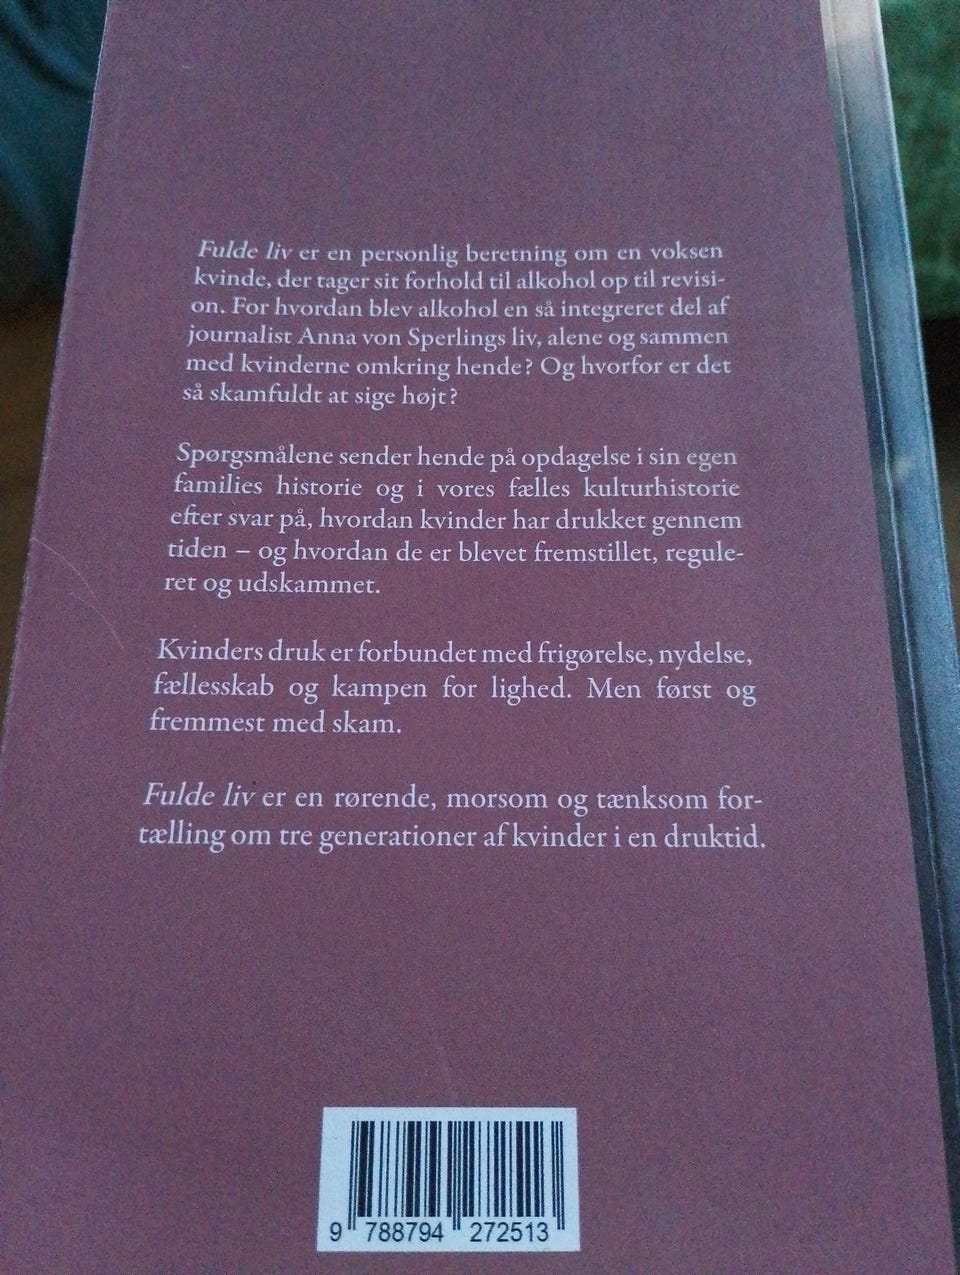 Fulde liv er en personlig beretning om en voksen
kvinde, der tager sit forhold til alkohol op til revisi-
on. For hvordan blev alkohol en så integreret del af
journalist Anna von Sperlings liv, alene og sammen
med kvinderne omkring hende? Og hvorfor er det
så skamfuldt at sige højt?
Spørgsmålene sender hende på opdagelse i sin egen
families historie og i vores fælles kulturhistorie
efter svar på, hvordan kvinder har drukket gennem
tiden – og hvordan de er blevet fremstillet, regule-
ret og udskammet.
Kvinders druk er forbundet med frigørelse, nydelse,
fællesskab og kampen for lighed. Men først og
fremmest med skam.
Fulde liv er en rørende, morsom og tænksom for-
tælling om tre generationer af kvinder i en druktid.
9 788794 272513